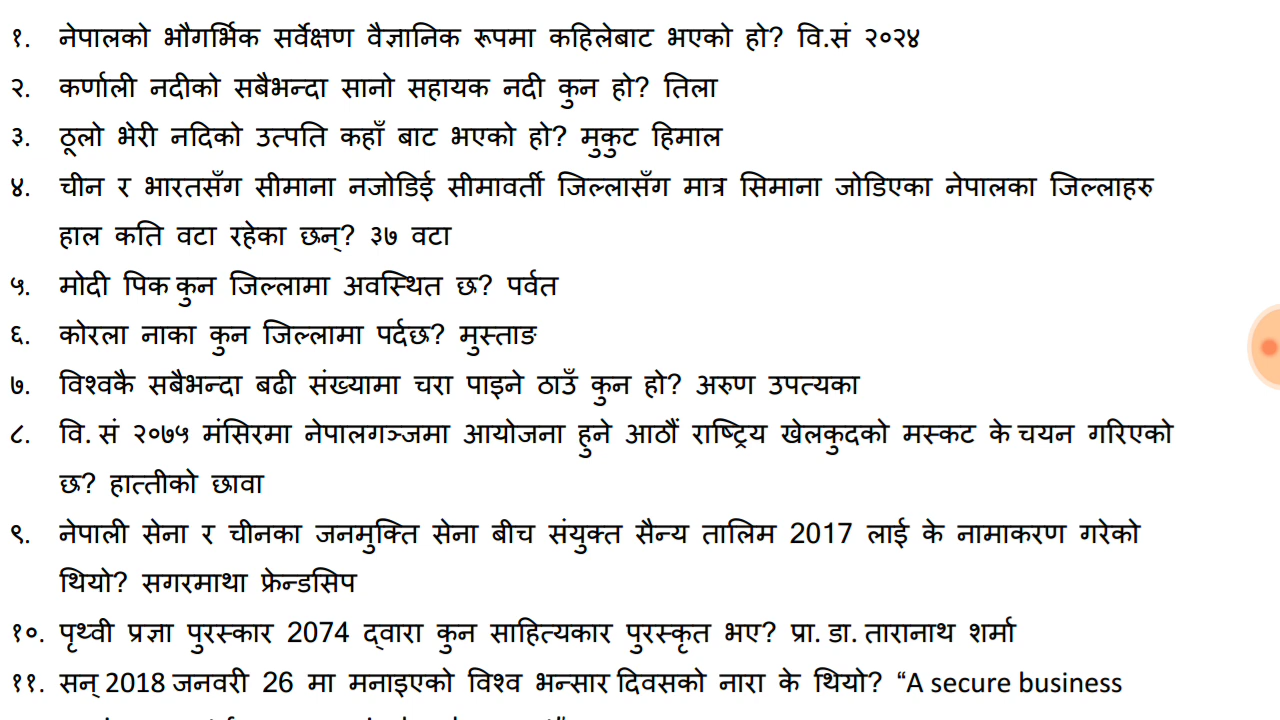 १. नेपालको भौगर्भिक सर्वेक्षण वैज्ञानिक रूपमा कहिलेबाट भएको हो? वि.सं २०२४
२. कर्णाली नदीको सबैभन्दा सानो सहायक नदी कुन हो? तिला
३. ठूलो भेरी नदिको उत्पति कहाँ बाट भएको हो? मुकुट हिमाल
४. चीन र भारतसँग सीमाना नजोडिई सीमावर्ती जिल्लासँग मात्र सिमाना जोडिएका नेपालका जिल्लाहरु
हाल कति वटा रहेका छन्? ३७ वटा
५. मोदी पिक कुन जिल्लामा अवस्थित छ? पर्वत
६. कोरला नाका कुन जिल्लामा पर्दछ? मुस्ताङ
७. विश्वकै सबैभन्दा बढी संख्यामा चरा पाइने ठाउँ कुन हो? अरुण उपत्यका
८. वि. सं २०७५ मंसिरमा नेपालगञ्जमा आयोजना हुने आठौं राष्ट्रिय खेलकुदको मस्कट के चयन गरिएको
छ? हात्तीको छावा
९. नेपाली सेना र चीनका जनमुक्ति सेना बीच संयुक्त सैन्य तालिम 2017 लाई के नामाकरण गरेको
थियो? सगरमाथा फ्रेन्डसिप
१०. पृथ्वी प्रज्ञा पुरस्कार 2074 द्वारा कुन साहित्यकार पुरस्कृत भए? प्रा. डा. तारानाथ शर्मा
११. सन् 2018 जनवरी 26 मा मनाइएको विश्व भन्सार दिवसको नारा के थियो? “A secure business